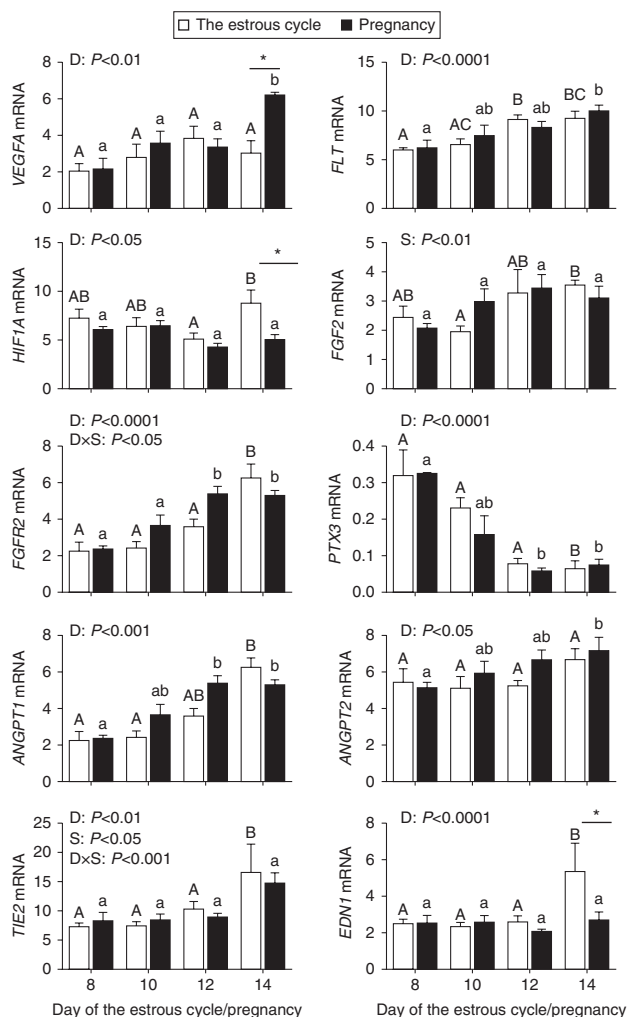 The estrous cycle Pregnancy
D: P<0.01
*
b
8
6
4
2
0
VEGFA mRNA
A a A a A a A
D: P<0.0001
15
10
5
0
FLT mRNA
A a AC ab B ab BC b
D: P<0.05
*
15
10
5
0
HIF1A mRNA
AB a AB a A a B a
S: P<0.01
5
4
3
2
1
0
FGF2 mRNA
AB a A a AB a B a
D: P<0.0001
D×S: P<0.05
8
6
4
2
0
FGFR2 mRNA
A a A a A b B b
D: P<0.0001
0.4
0.3
0.2
0.1
0.0
PTX3 mRNA
A a A ab A b B b
D: P<0.001
8
6
4
2
0
ANGPT1 mRNA
A a A ab AB b B b
D: P<0.05
10
8
6
4
2
0
ANGPT2 mRNA
A a A ab A ab A b
D: P<0.01
S: P<0.05
D×S: P<0.001
25
20
15
10
5
0
TIE2 mRNA
A a A a A a B a
8 10 12 14
Day of the estrous cycle/pregnancy
D: P<0.0001
*
8
6
4
2
0
EDN1 mRNA
A a A a A a B a
8 10 12 14
Day of the estrous cycle/pregnancy